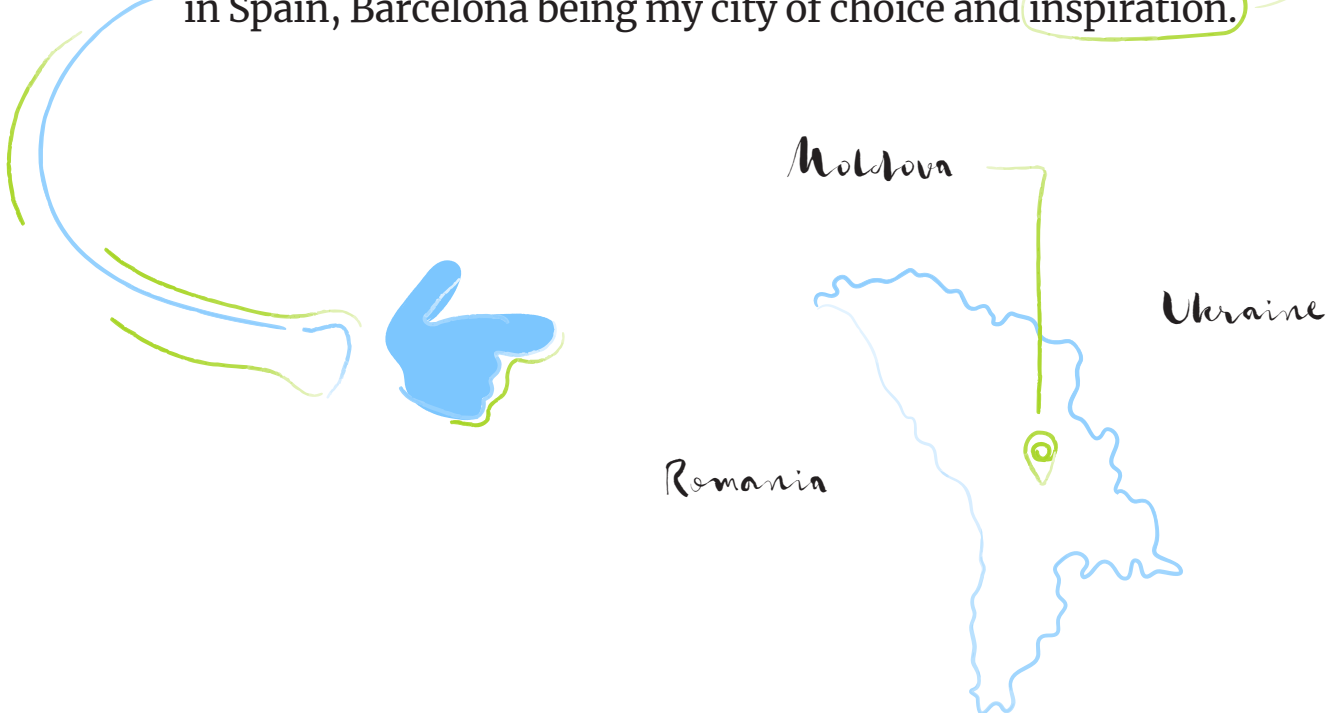 in Spain, Barcelona being my city of choice and inspiration.
Moldova
Ukraine
Romania